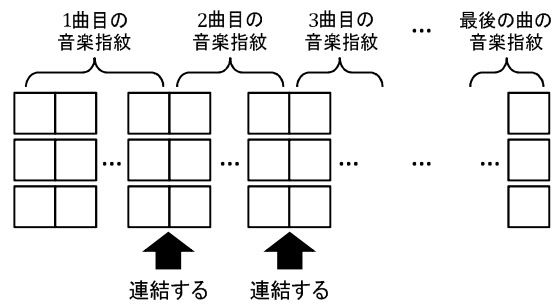 1曲目の
音楽指紋
2曲目の
音楽指紋
3曲目の
音楽指紋
…
最後の曲の
音楽指紋
… … … … …
連結する
連結する